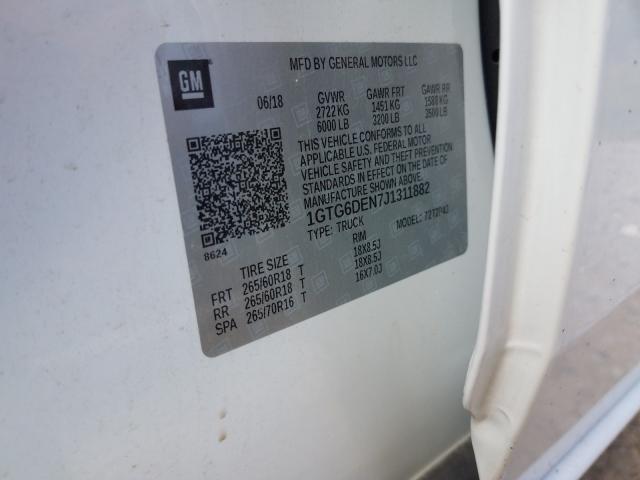 GM
MFD BY GENERAL MOTORS LLC
06/18 GVWR GAWR FRT GAWR RR
2722 KG 1451 KG 1588 KG
6000 LB 3200 LB 3500 LB
THIS VEHICLE CONFORMS TO ALL
APPLICABLE U.S. FEDERAL MOTOR
VEHICLE SAFETY AND THEFT PREVENTION
STANDARDS IN EFFECT ON THE DATE OF
MANUFACTURE SHOWN ABOVE.
1GTG6DEN7J1311882
TYPE: TRUCK MODEL:
8624
TIRE SIZE RIM
FRT 265/60R18 T 18X8.5J
RR 265/60R18 T 18X8.5J
SPA 265/70R16 T 16X7.0J